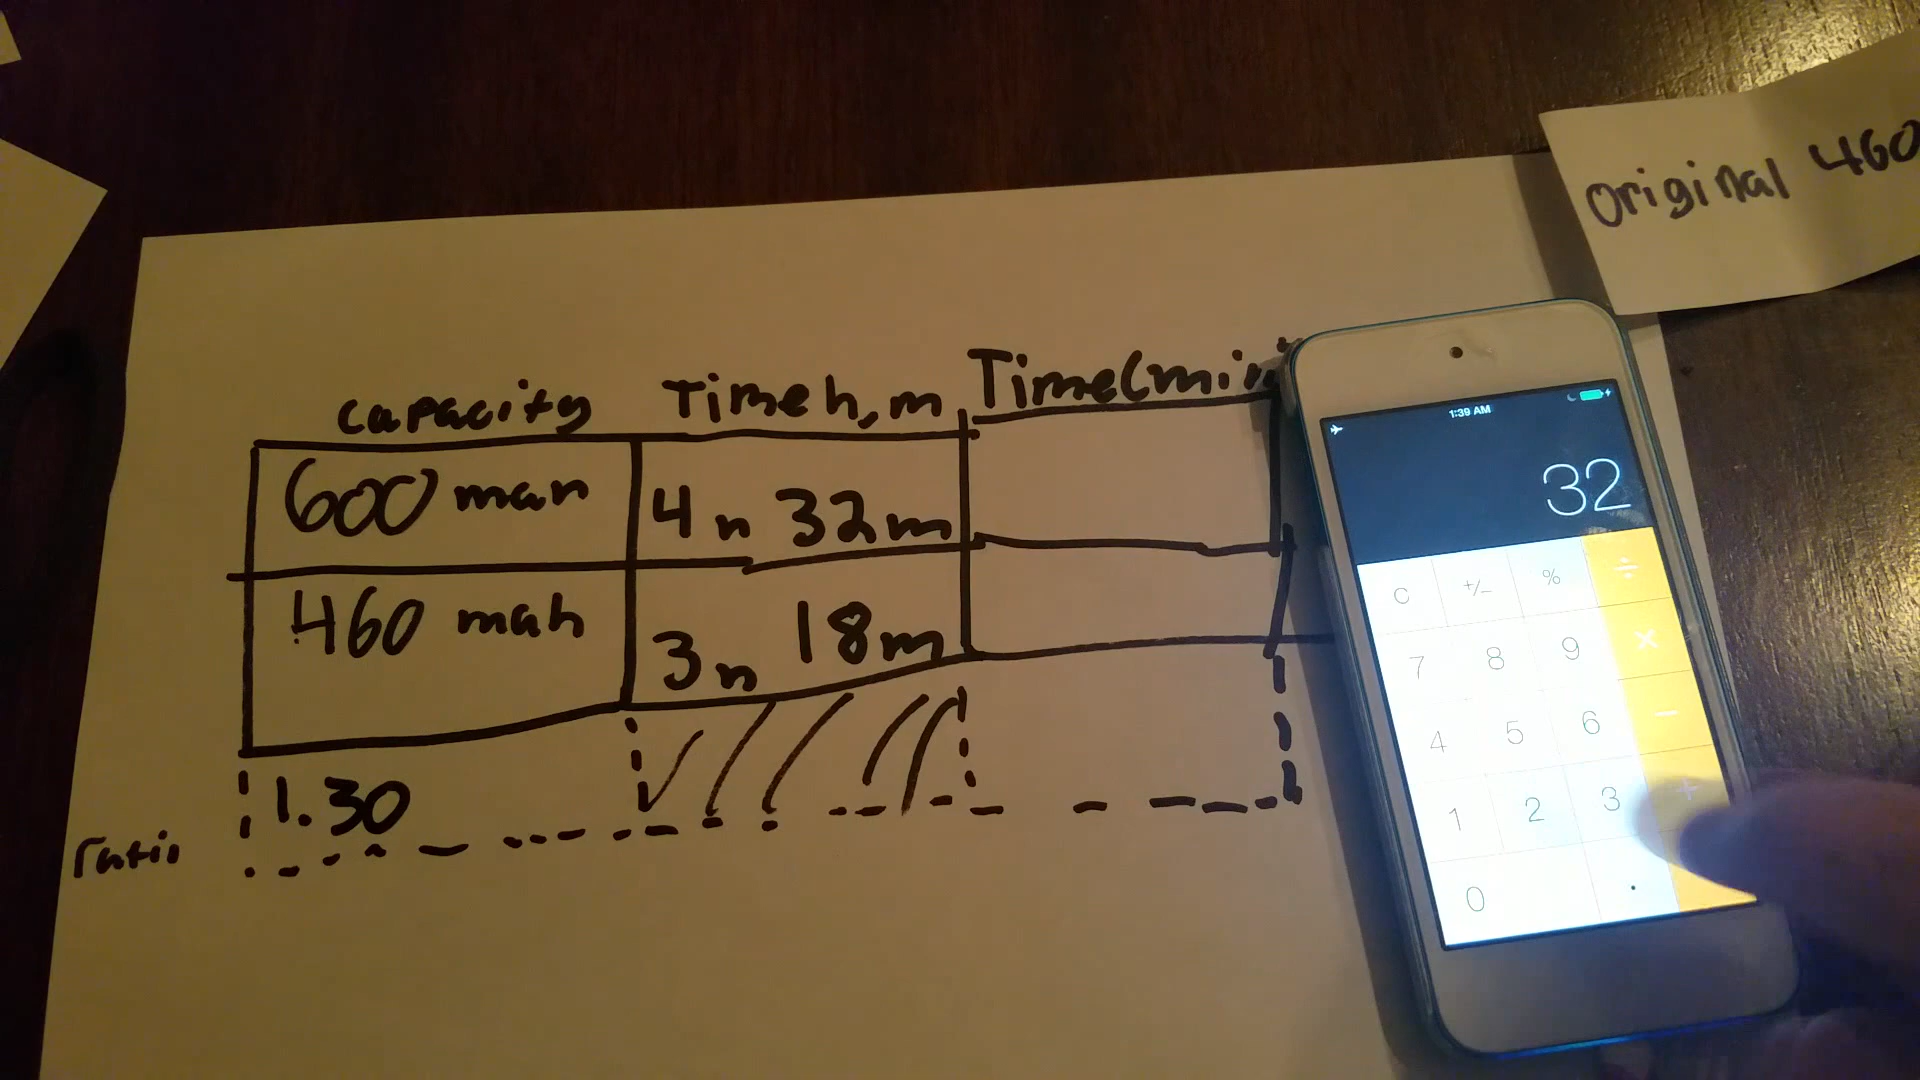 original 460
capacity Time h,m Time(min
600 mah 4h 32m
460 mah 3h 18m
ratio 1.30
1:39 AM
32
C +/- % ÷
7 8 9 ×
4 5 6 −
1 2 3 +
0 .